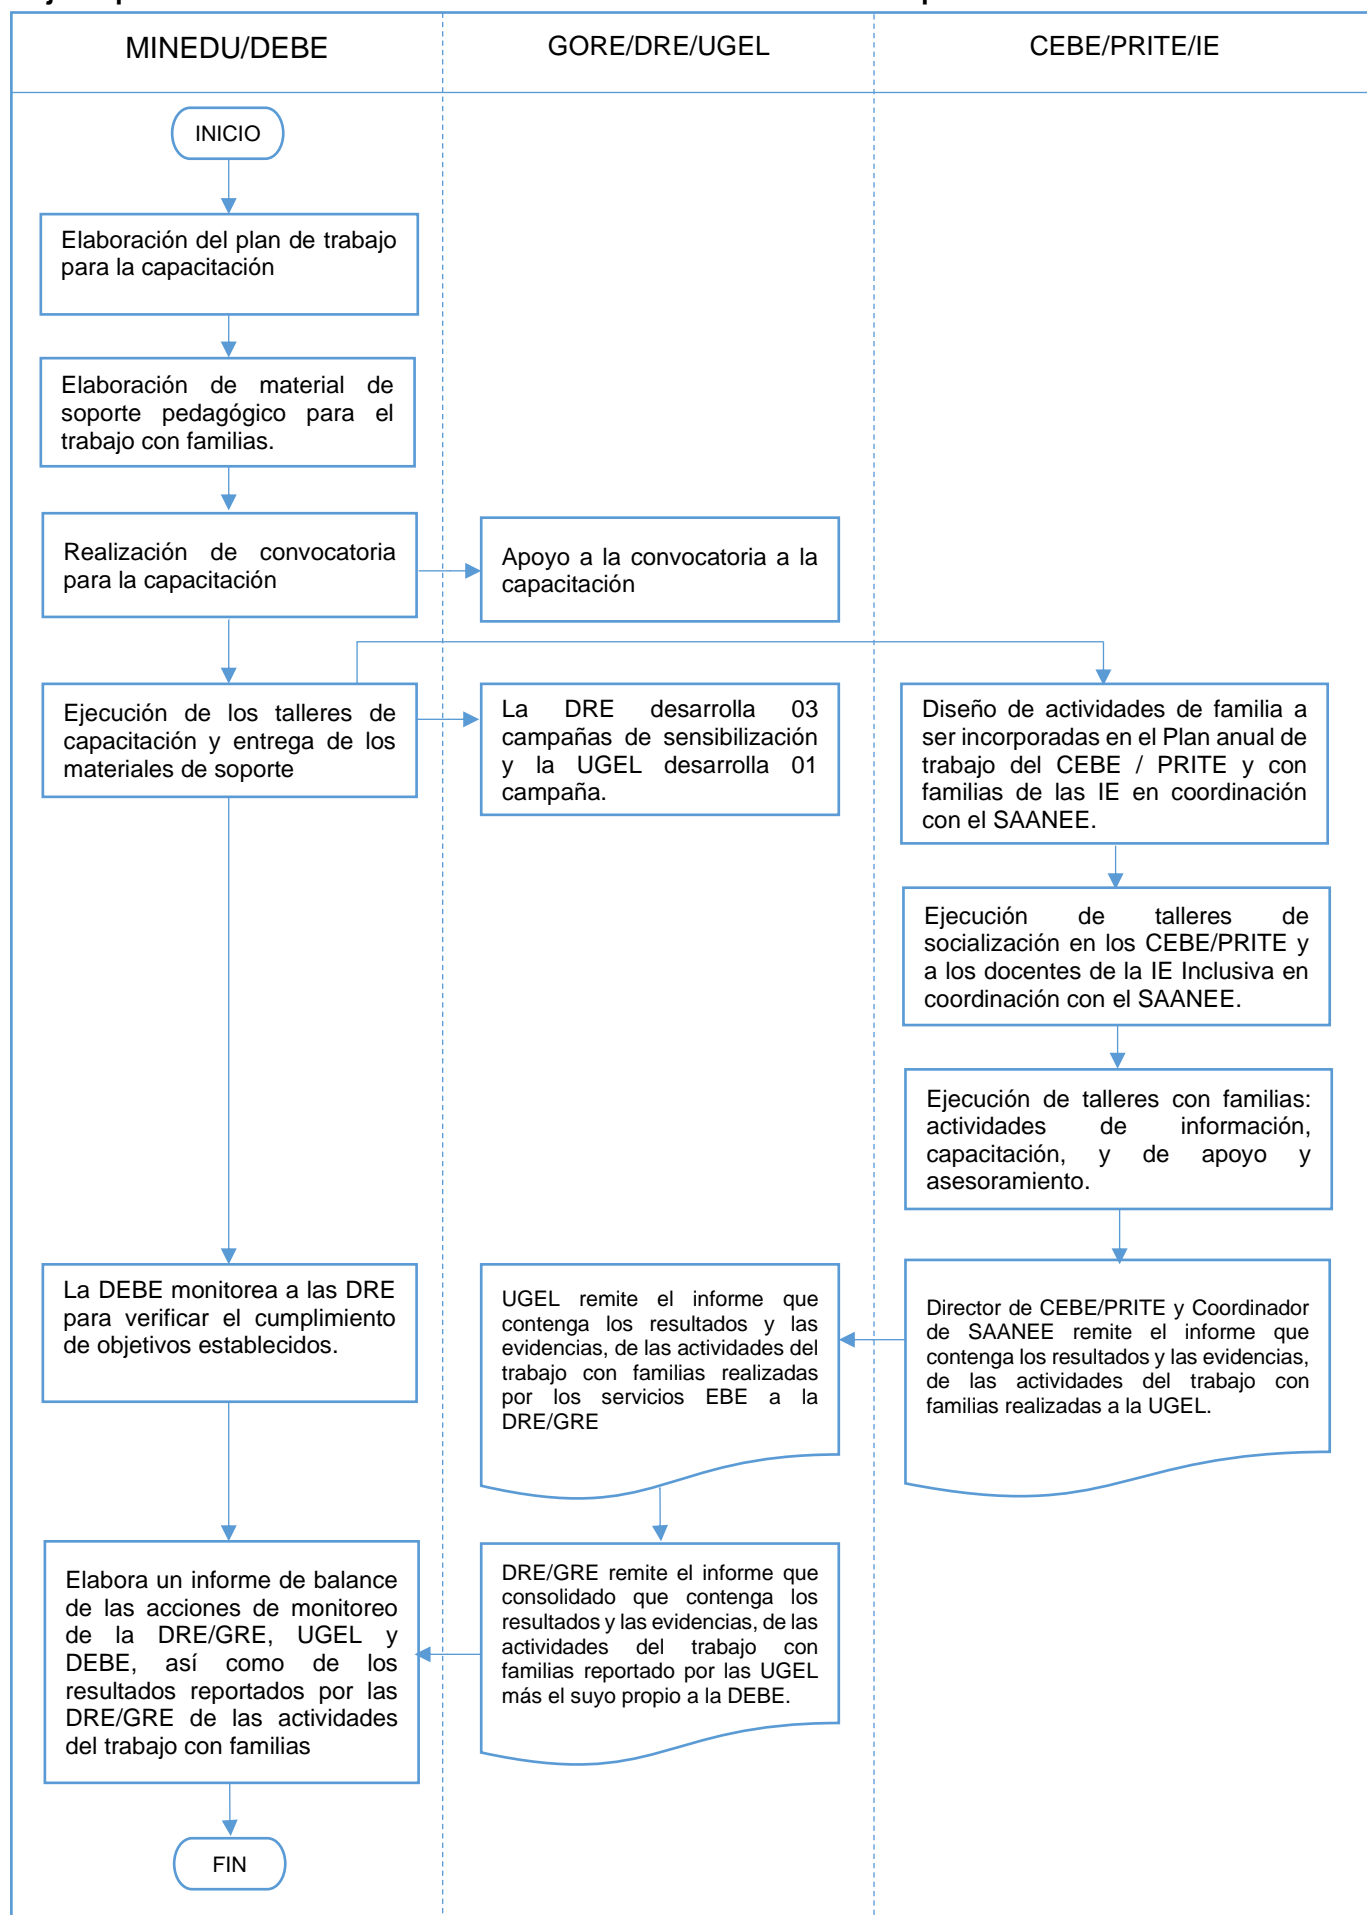 MINEDU/DEBE
GORE/DRE/UGEL
CEBE/PRITE/IE
INICIO
Elaboración del plan de trabajo
para la capacitación
Elaboración de material de
soporte pedagógico para el
trabajo con familias.
Realización de convocatoria
para la capacitación
Apoyo a la convocatoria a la
capacitación
Ejecución de los talleres de
capacitación y entrega de los
materiales de soporte
La DRE desarrolla 03
campañas de sensibilización
y la UGEL desarrolla 01
campaña.
Diseño de actividades de familia a
ser incorporadas en el Plan anual de
trabajo del CEBE / PRITE y con
familias de las IE en coordinación
con el SAANEE.
Ejecución de talleres de
socialización en los CEBE/PRITE y
a los docentes de la IE Inclusiva en
coordinación con el SAANEE.
Ejecución de talleres con familias:
actividades de información,
capacitación, y de apoyo y
asesoramiento.
La DEBE monitorea a las DRE
para verificar el cumplimiento
de objetivos establecidos.
UGEL remite el informe que
contenga los resultados y las
evidencias, de las actividades del
trabajo con familias realizadas
por los servicios EBE a la
DRE/GRE
Director de CEBE/PRITE y Coordinador
de SAANEE remite el informe que
contenga los resultados y las evidencias,
de las actividades del trabajo con
familias realizadas a la UGEL.
Elabora un informe de balance
de las acciones de monitoreo
de la DRE/GRE, UGEL y
DEBE, así como de los
resultados reportados por las
DRE/GRE de las actividades
del trabajo con familias
DRE/GRE remite el informe que
consolidado que contenga los
resultados y las evidencias, de las
actividades del trabajo con
familias reportado por las UGEL
más el suyo propio a la DEBE.
FIN